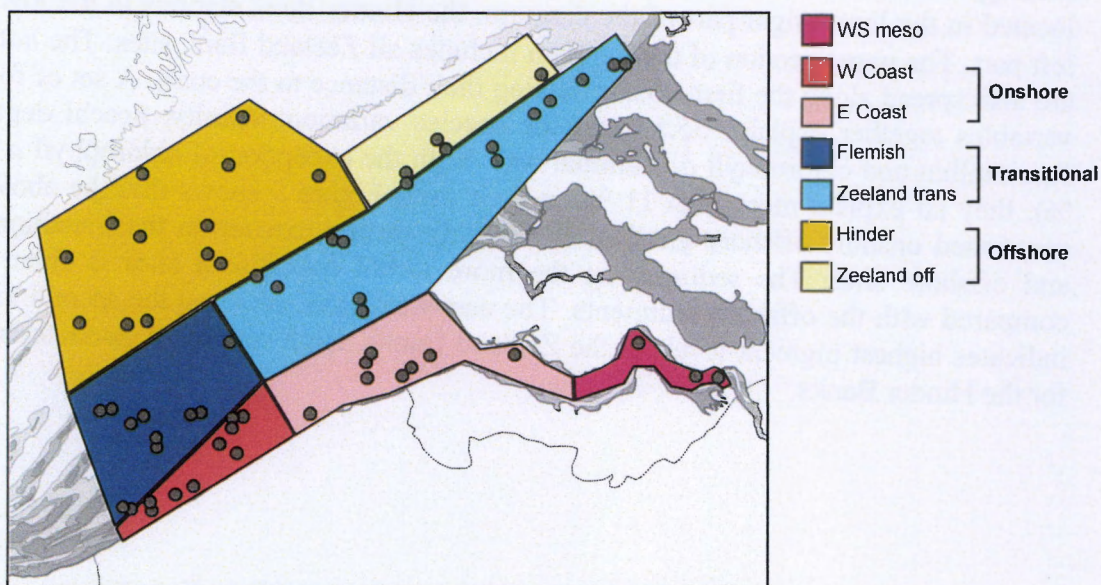 WS meso
W Coast
Onshore
E Coast
Flemish
Zeeland trans
Transitional
Hinder
Offshore
Zeeland off